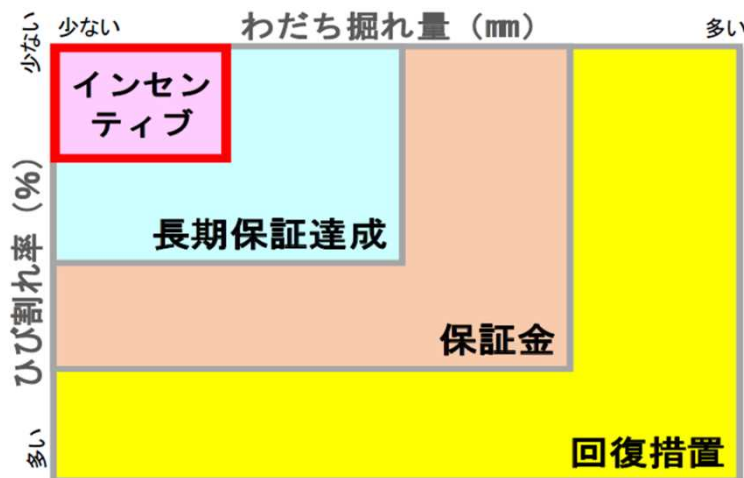 少ない
わだち掘れ量（mm）
多い
少ない
ひび割れ率（%）
多い
インセン
ティブ
長期保証達成
保証金
回復措置